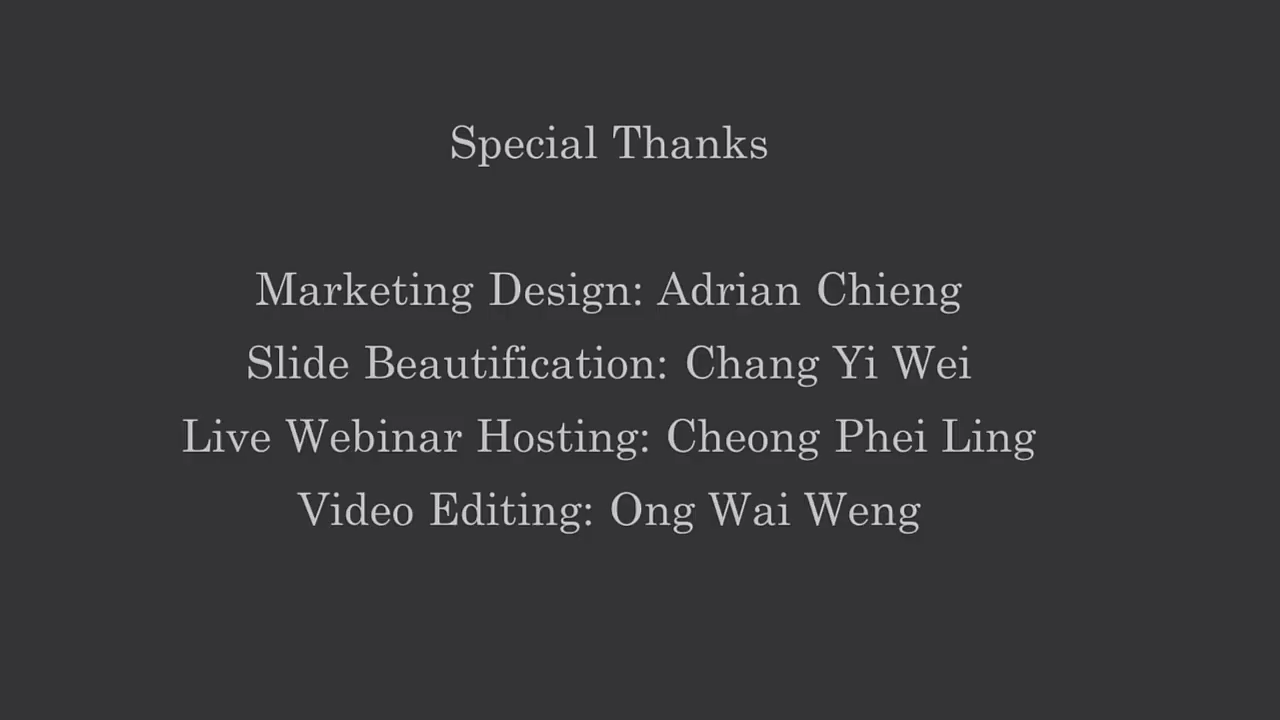 Special Thanks
Marketing Design: Adrian Chieng
Slide Beautification: Chang Yi Wei
Live Webinar Hosting: Cheong Phei Ling
Video Editing: Ong Wai Weng